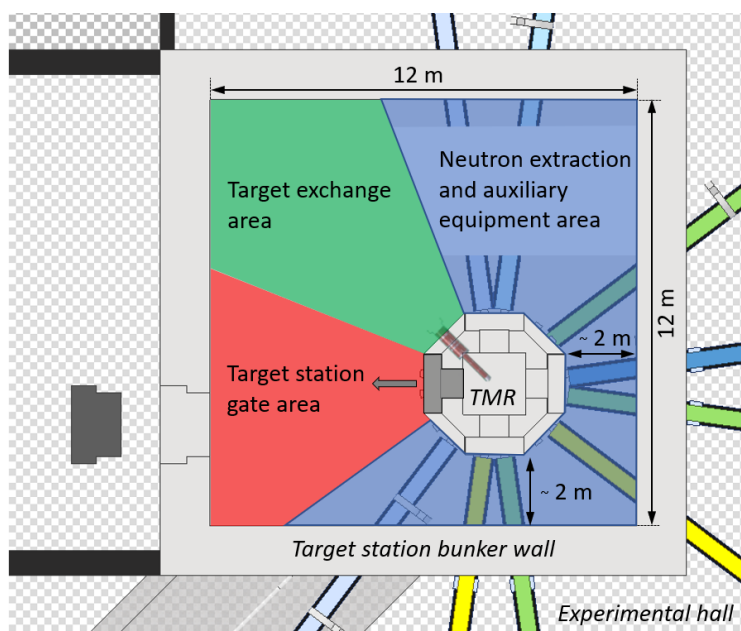 12 m
Target exchange
area
Neutron extraction
and auxiliary
equipment area
12 m
~ 2 m
Target station
gate area
TMR
~ 2 m
Target station bunker wall
Experimental hall